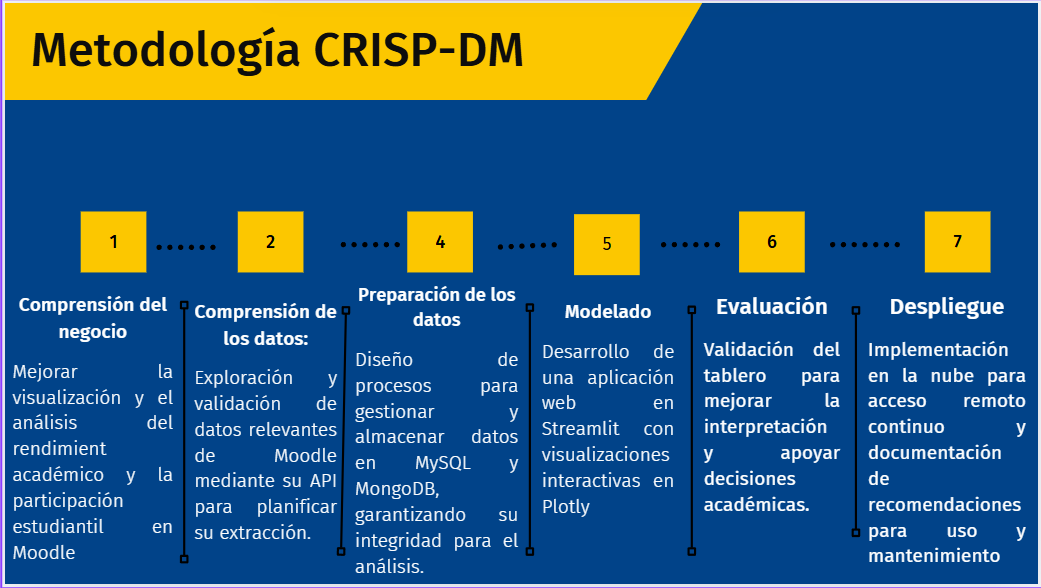 Metodología CRISP-DM
1
Comprensión del
negocio
Mejorar la
visualización y el
análisis del
rendimient
académico y la
participación
estudiantil en
Moodle
2
Comprensión de
los datos:
Exploración y
validación de
datos relevantes
de Moodle
mediante su API
para planificar
su extracción.
4
Preparación de los
datos
Diseño de
procesos para
gestionar y
almacenar datos
en MySQL y
MongoDB,
garantizando su
integridad para el
análisis.
5
Modelado
Desarrollo de
una aplicación
web en
Streamlit con
visualizaciones
interactivas en
Plotly
6
Evaluación
Validación del
tablero para
mejorar la
interpretación
y apoyar
decisiones
académicas.
7
Despliegue
Implementación
en la nube para
acceso remoto
continuo y
documentación
de
recomendaciones
para uso y
mantenimiento